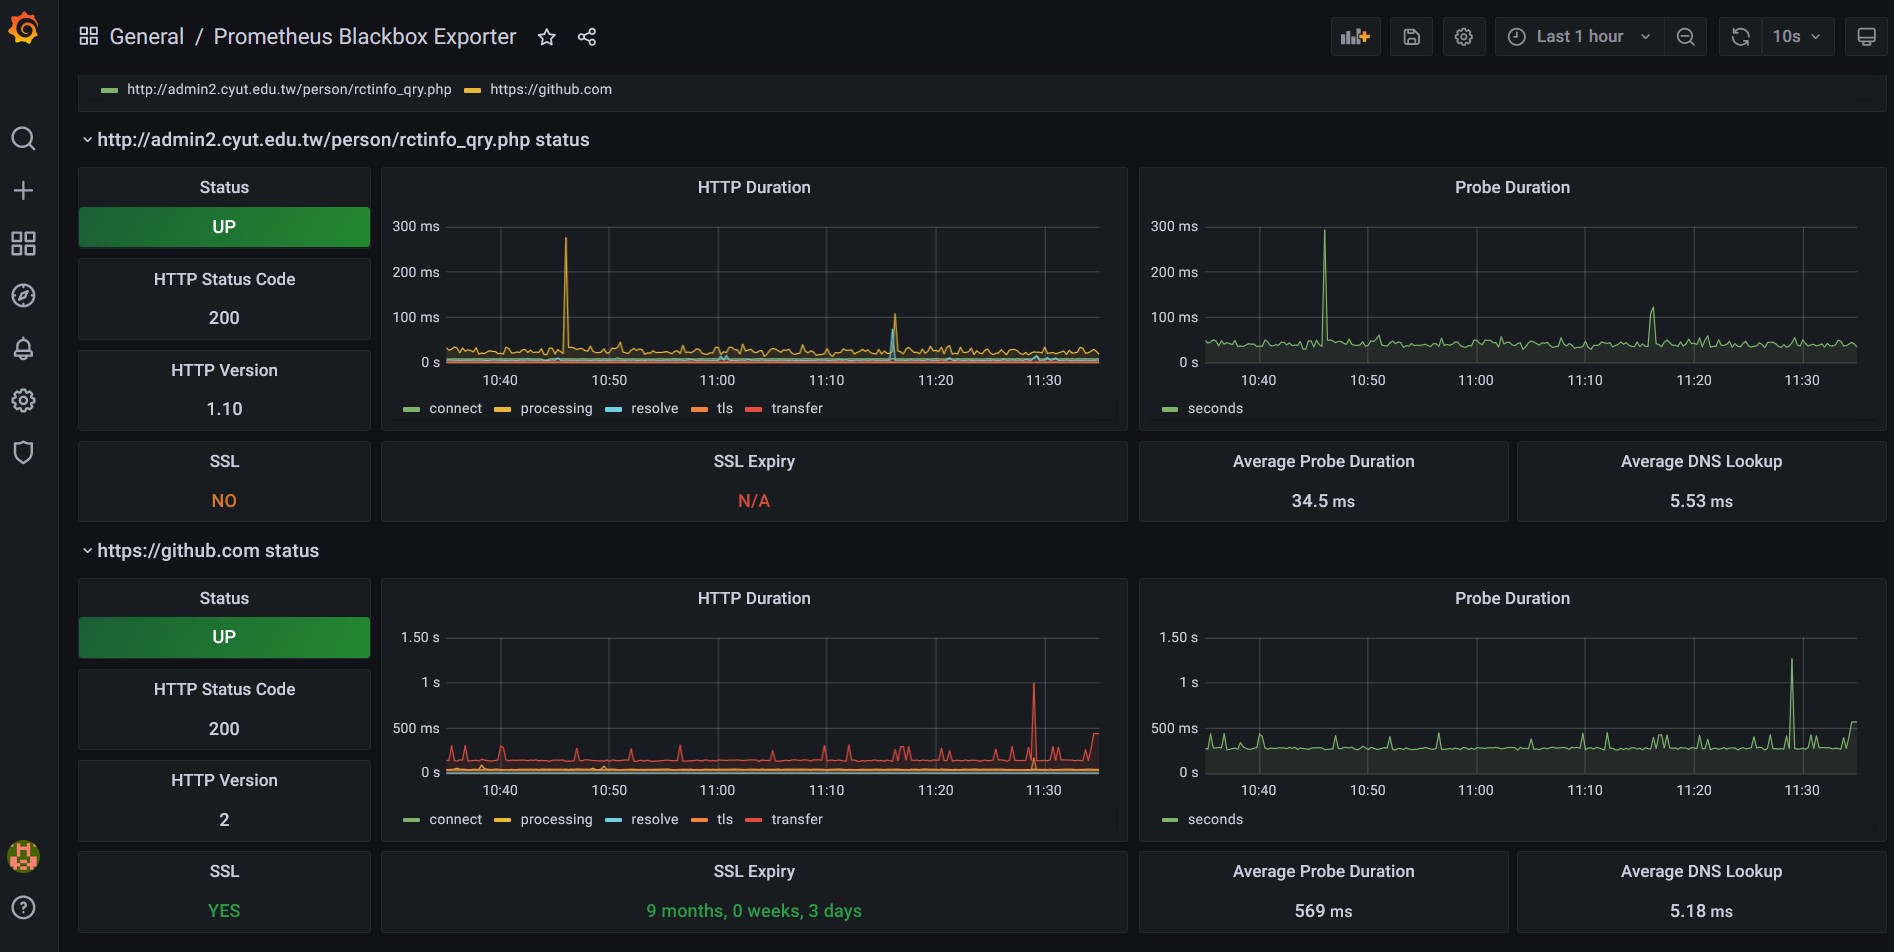 General / Prometheus Blackbox Exporter
Last 1 hour
10s
http://admin2.cyut.edu.tw/person/rctinfo_qry.php https://github.com
http://admin2.cyut.edu.tw/person/rctinfo_qry.php status
Status
UP
HTTP Status Code
200
HTTP Version
1.10
HTTP Duration
300 ms
200 ms
100 ms
0 s
10:40 10:50 11:00 11:10 11:20 11:30
connect processing resolve tls transfer
Probe Duration
300 ms
200 ms
100 ms
0 s
10:40 10:50 11:00 11:10 11:20 11:30
seconds
SSL
NO
SSL Expiry
N/A
Average Probe Duration
34.5 ms
Average DNS Lookup
5.53 ms
https://github.com status
Status
UP
HTTP Status Code
200
HTTP Version
2
HTTP Duration
1.50 s
1 s
500 ms
0 s
10:40 10:50 11:00 11:10 11:20 11:30
connect processing resolve tls transfer
Probe Duration
1.50 s
1 s
500 ms
0 s
10:40 10:50 11:00 11:10 11:20 11:30
seconds
SSL
YES
SSL Expiry
9 months, 0 weeks, 3 days
Average Probe Duration
569 ms
Average DNS Lookup
5.18 ms